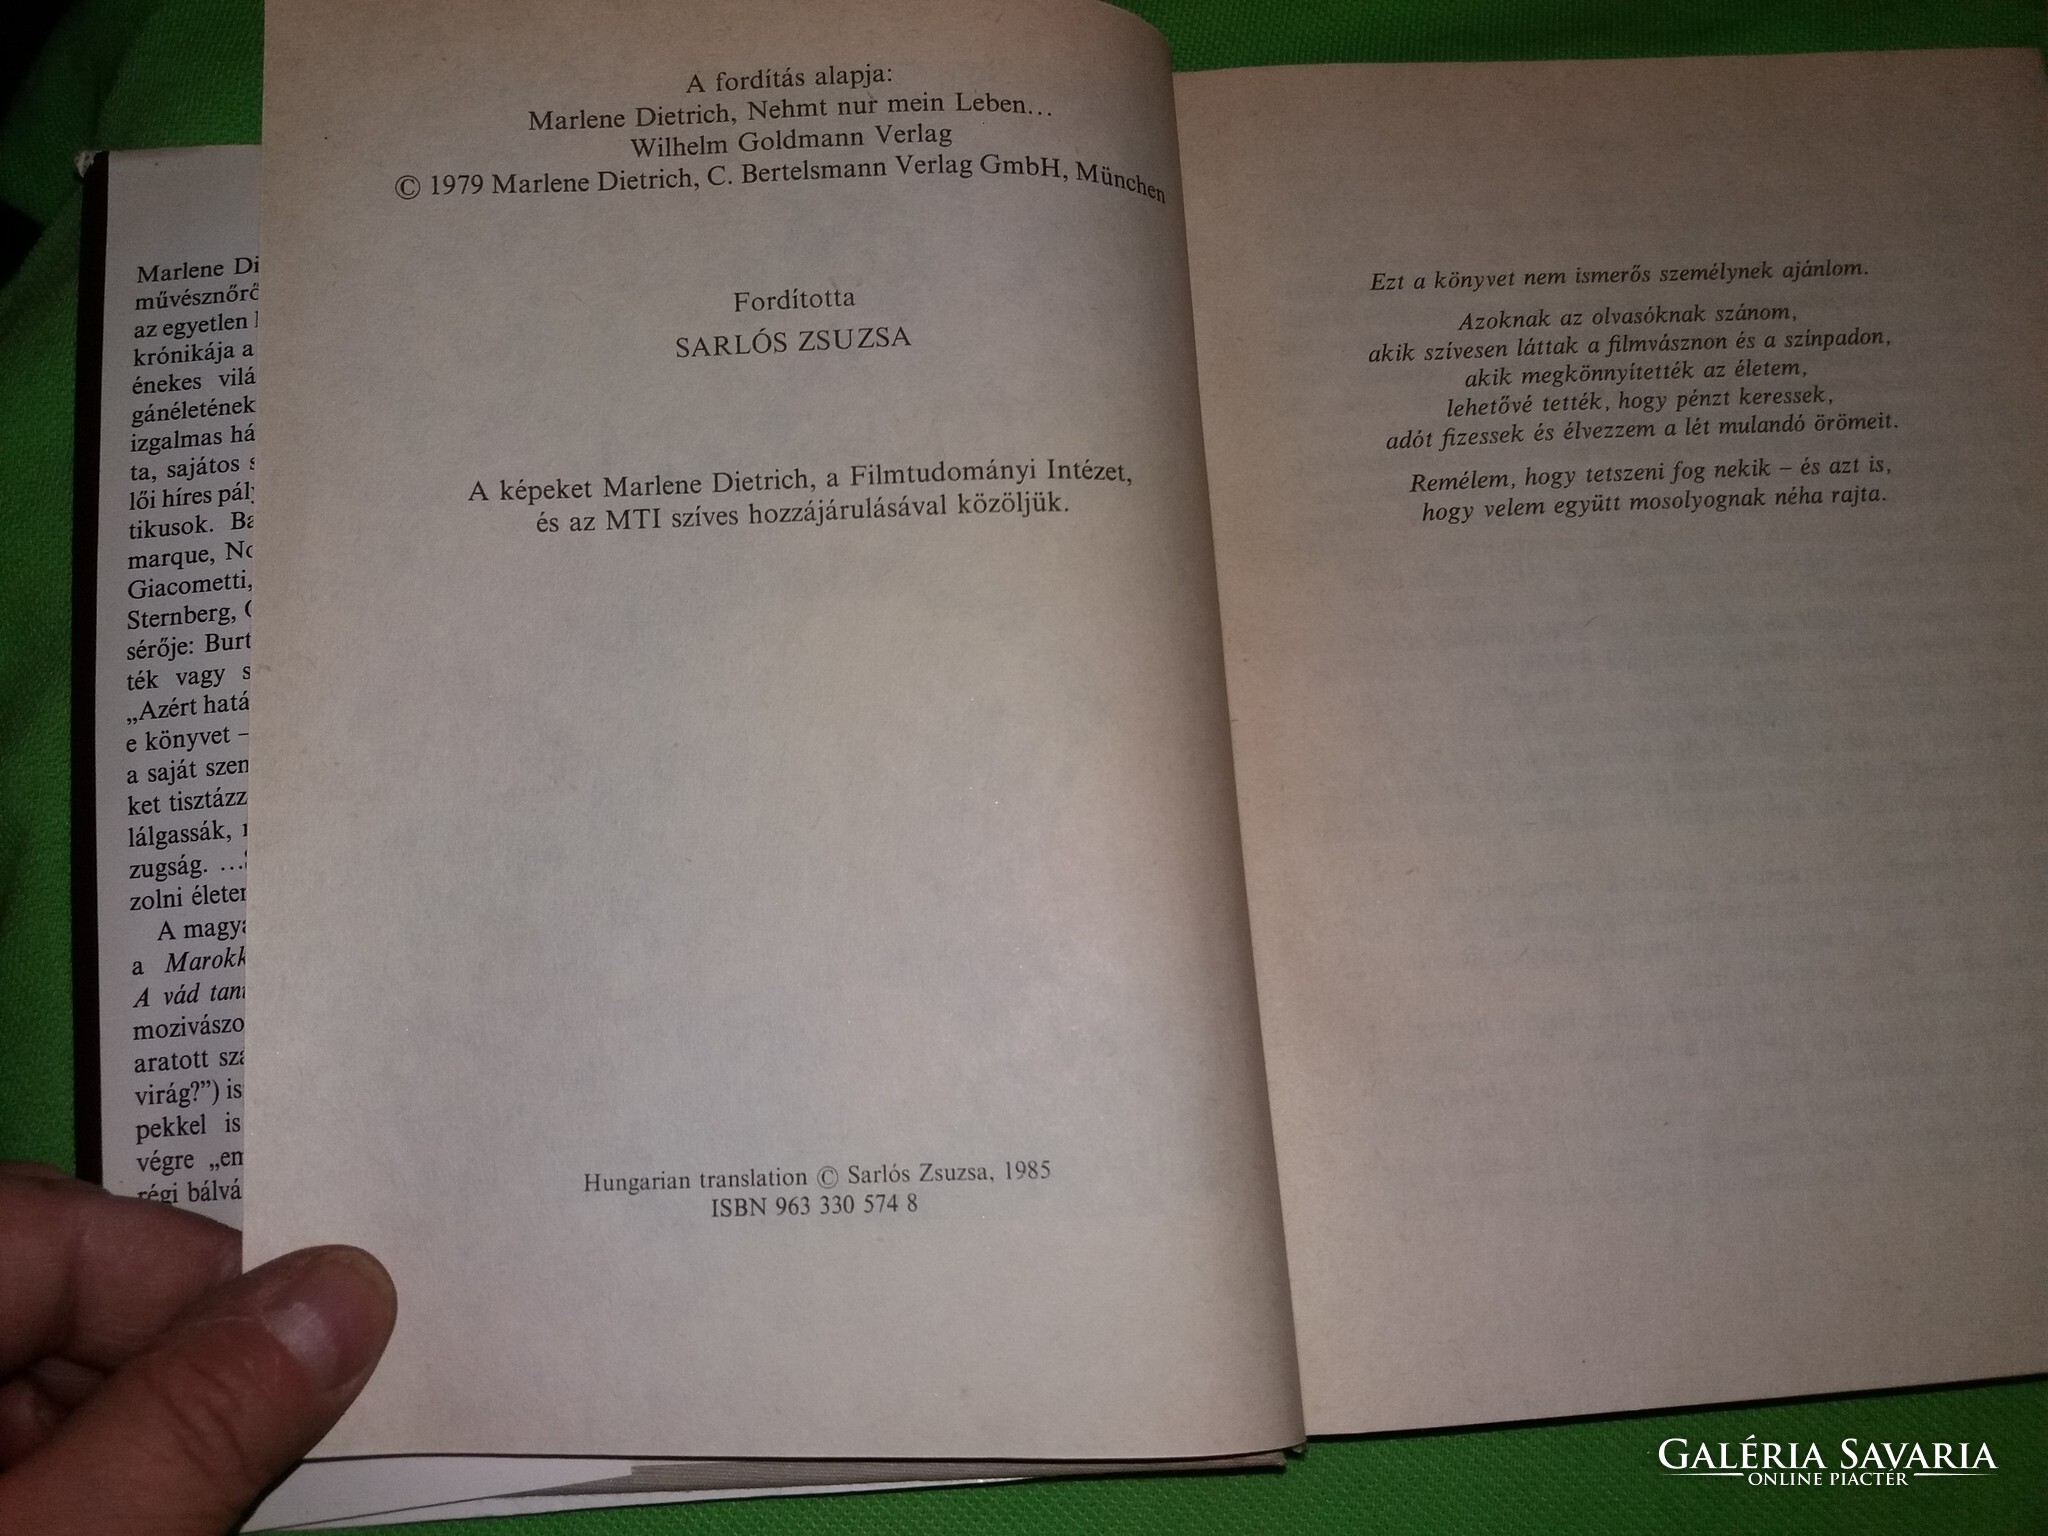 Marlene Di
művésznőrő
az egyetlen
krónikája a
énekes vilá
gánéletének
izgalmas há
ta, sajátos
lői híres pály
tikusok. Ba
marque, No
Giacometti,
Sternberg,
sérője: Burt
ték vagy s
„Azért hatá
e könyvet –
a saját szem
ket tisztázz
lálgassák,
zugság. ...
zolni életem
A magya
a Marokk
A vád tanú
mozivászo
aratott szá
virág?”) is
pekkel is
végre „em
régi bálvá
A fordítás alapja:
Marlene Dietrich, Nehmt nur mein Leben...
Wilhelm Goldmann Verlag
© 1979 Marlene Dietrich, C. Bertelsmann Verlag GmbH, München
Fordította
SARLÓS ZSUZSA
A képeket Marlene Dietrich, a Filmtudományi Intézet,
és az MTI szíves hozzájárulásával közöljük.
Hungarian translation © Sarlós Zsuzsa, 1985
ISBN 963 330 574 8
Ezt a könyvet nem ismerős személynek ajánlom.
Azoknak az olvasóknak szánom,
akik szívesen láttak a filmvásznon és a színpadon,
akik megkönnyítették az életem,
lehetővé tették, hogy pénzt keressek,
adót fizessek és élvezzem a lét mulandó örömeit.
Remélem, hogy tetszeni fog nekik – és azt is,
hogy velem együtt mosolyognak néha rajta.
GALÉRIA SAVARIA
ONLINE PIACTÉR